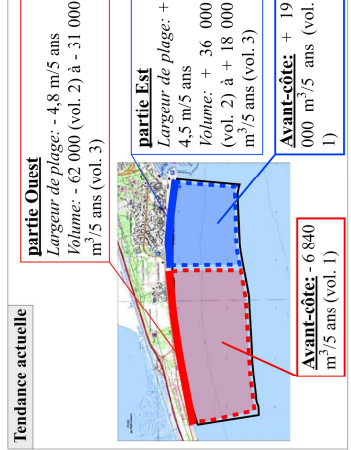 Tendance actuelle
partie Ouest
Largeur de plage: - 4,8 m/5 ans
Volume: - 62 000 (vol. 2) à - 31 000
m³/5 ans (vol. 3)
partie Est
Largeur de plage: +
4,5 m/5 ans
Volume: + 36 000
(vol. 2) à + 18 000
m³/5 ans (vol. 3)
Avant-côte: - 6 840
m³/5 ans (vol. 1)
Avant-côte: + 19
000 m³/5 ans (vol.
1)